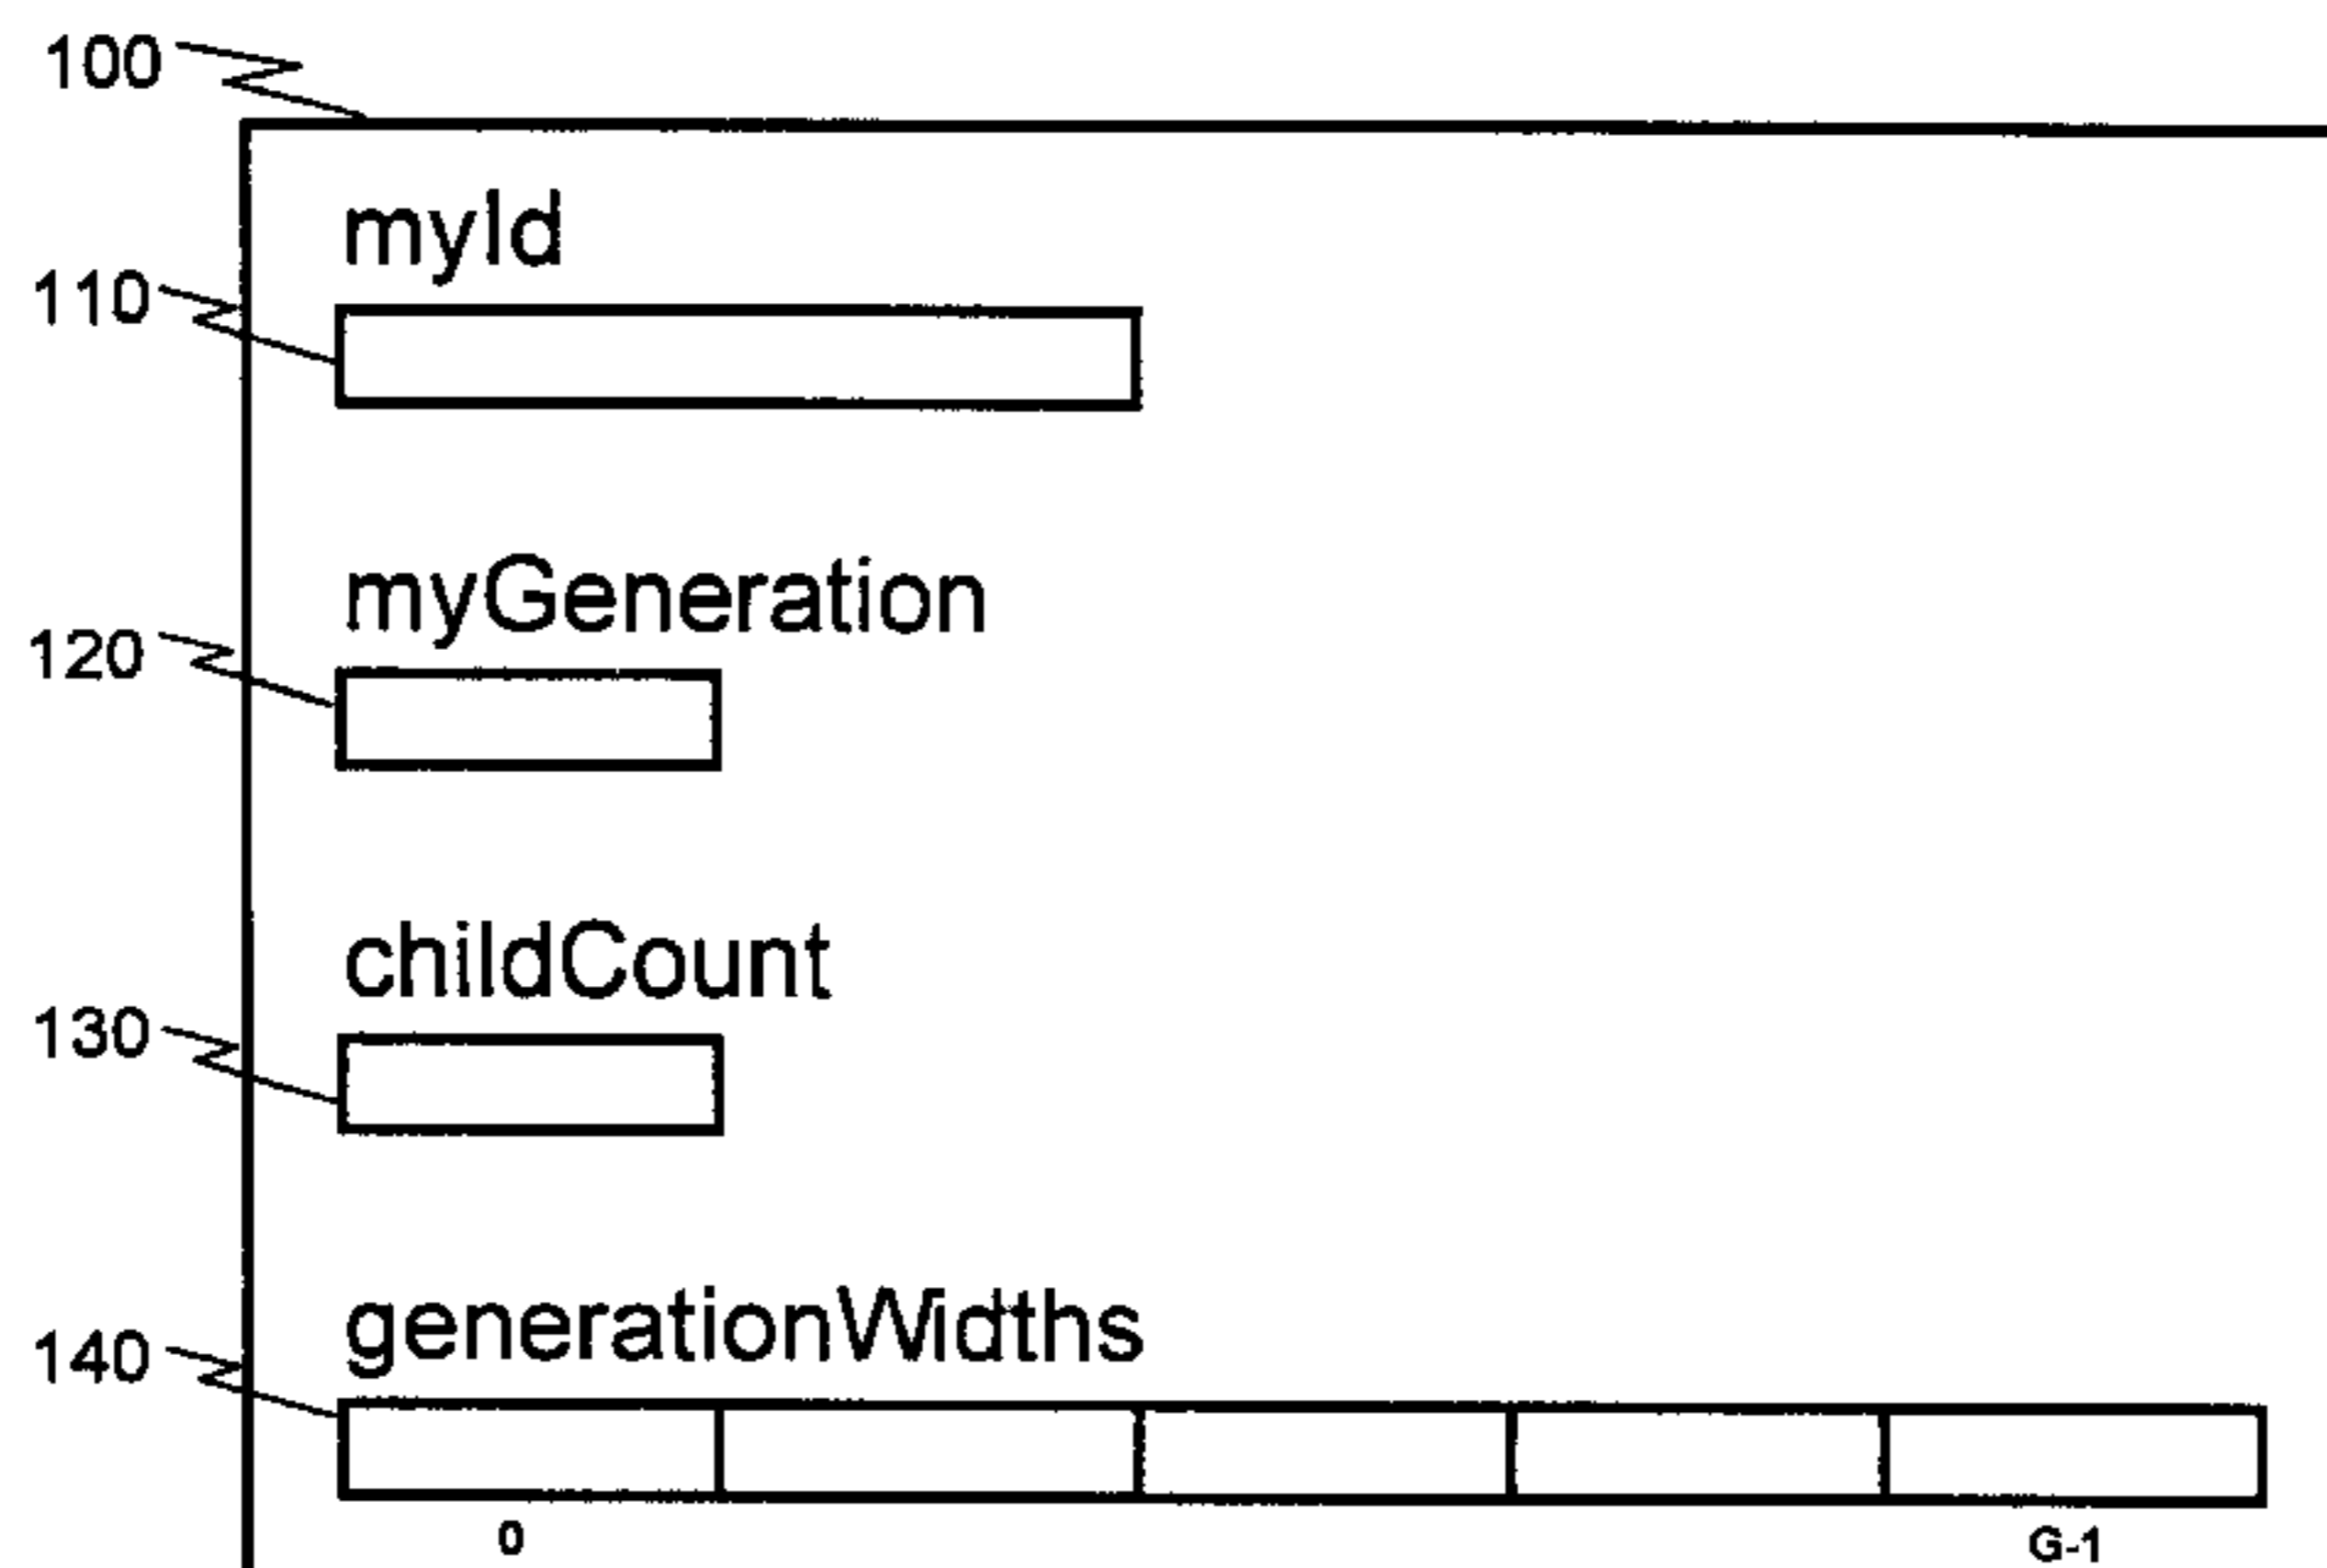 100
myId
110
myGeneration
120
childCount
130
generationWidths
140
0 G-1